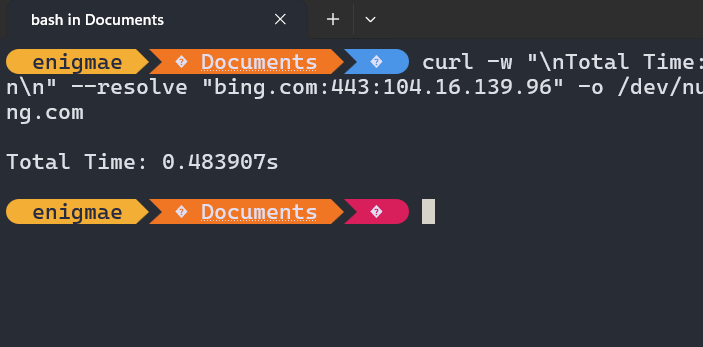 bash in Documents
enigmae � Documents � curl -w "\nTotal Time:
n\n" --resolve "bing.com:443:104.16.139.96" -o /dev/nu
ng.com
Total Time: 0.483907s
enigmae � Documents �